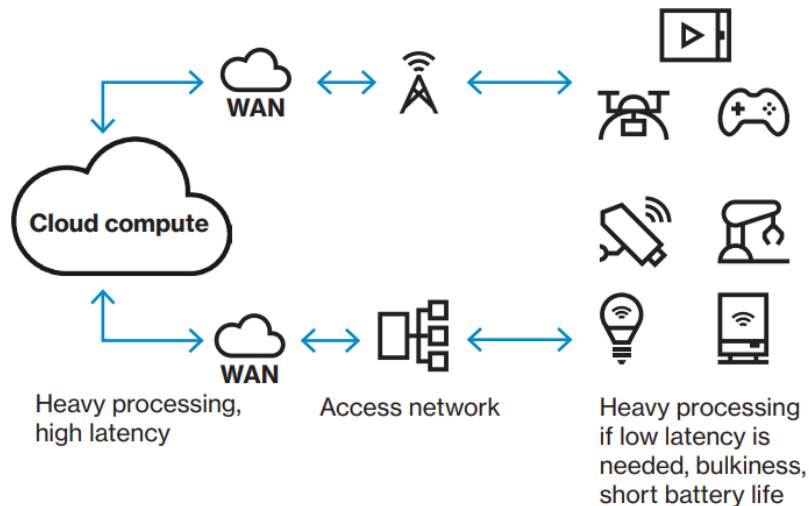 WAN
Cloud compute
WAN
Heavy processing,
high latency
Access network
Heavy processing
if low latency is
needed, bulkiness,
short battery life